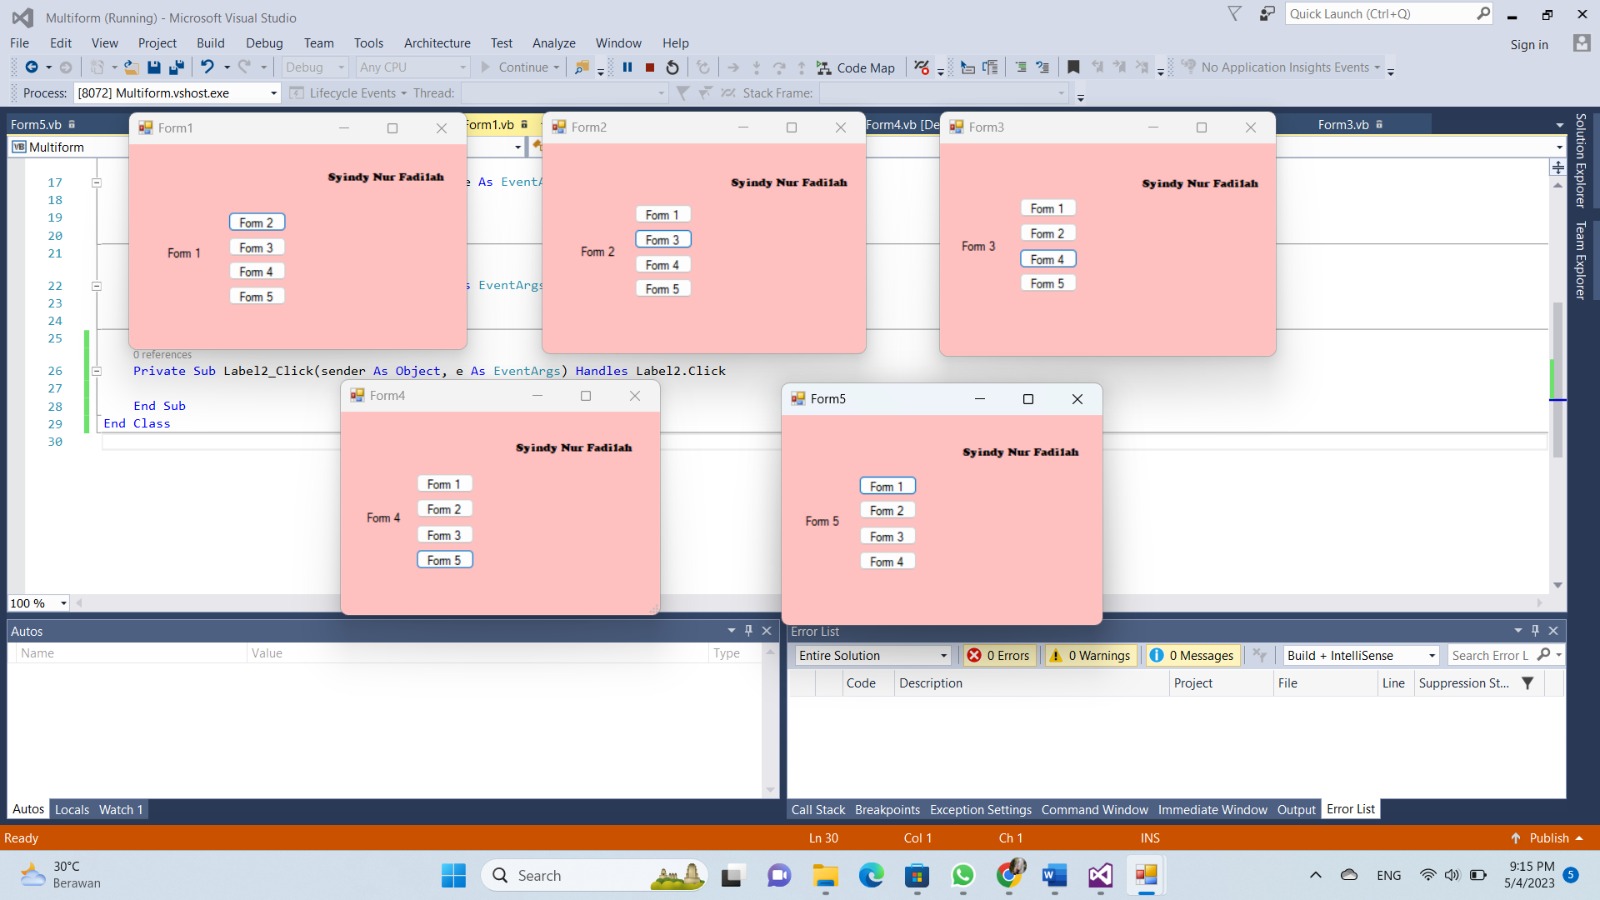 Multiform (Running) - Microsoft Visual Studio
Quick Launch (Ctrl+Q)
File Edit View Project Build Debug Team Tools Architecture Test Analyze Window Help
Sign in
Debug Any CPU Continue Code Map No Application Insights Events
Process: [8072] Multiform.vshost.exe Lifecycle Events Thread: Stack Frame:
Form5.vb
Form1.vb
Form4.vb [De
Form3.vb
Multiform
Solution Explorer
Team Explorer
Form1
Syindy Nur Fadilah
Form 1
Form 2
Form 3
Form 4
Form 5
Form2
Syindy Nur Fadilah
Form 2
Form 1
Form 3
Form 4
Form 5
Form3
Syindy Nur Fadilah
Form 3
Form 1
Form 2
Form 4
Form 5
17 e As EventA
18
19
20
21
22 s EventArgs
23
24
25
0 references
26 Private Sub Label2_Click(sender As Object, e As EventArgs) Handles Label2.Click
27
28 End Sub
29 End Class
30
Form4
Syindy Nur Fadilah
Form 4
Form 1
Form 2
Form 3
Form 5
Form5
Syindy Nur Fadilah
Form 5
Form 1
Form 2
Form 3
Form 4
100 %
Autos
Name Value Type
Autos Locals Watch 1
Error List
Entire Solution 0 Errors 0 Warnings 0 Messages Build + IntelliSense Search Error L
Code Description Project File Line Suppression St...
Call Stack Breakpoints Exception Settings Command Window Immediate Window Output Error List
Ready Ln 30 Col 1 Ch 1 INS Publish
30°C
Berawan
Search
ENG
9:15 PM
5/4/2023
5